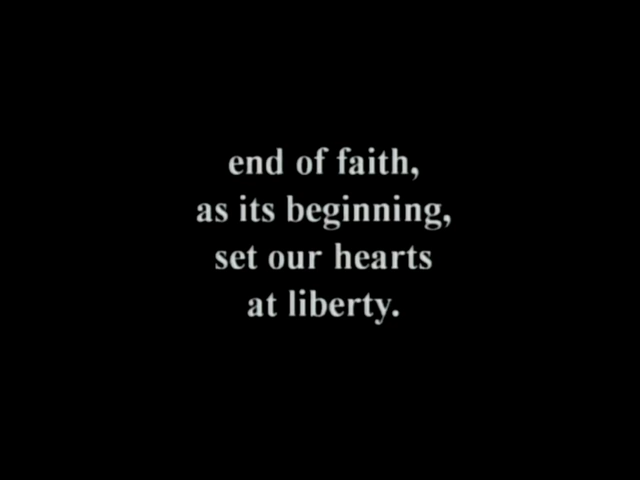 end of faith,
as its beginning,
set our hearts
at liberty.